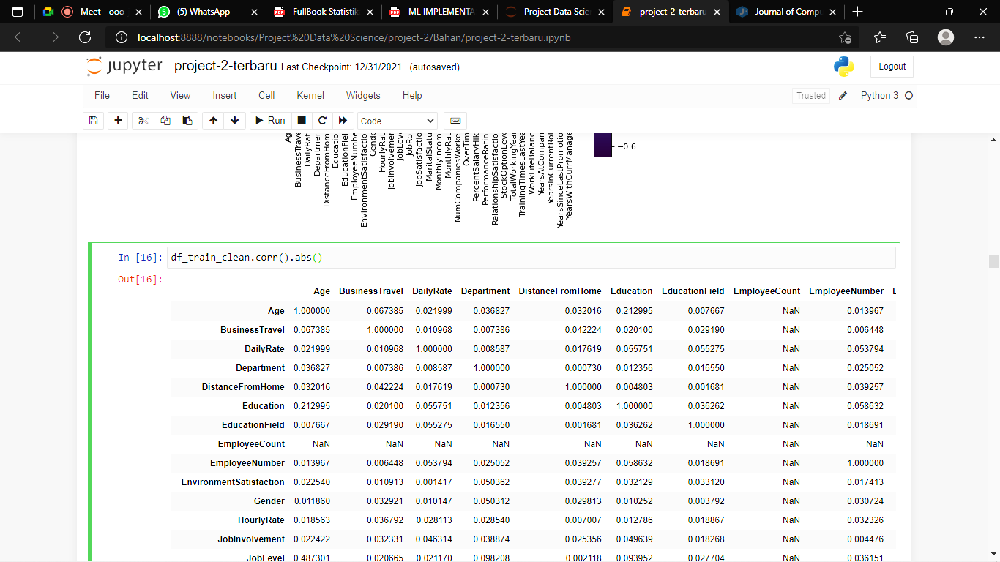 Meet - ooo-
(5) WhatsApp
FullBook Statistik
ML IMPLEMENTA
Project Data Scie
project-2-terbaru
Journal of Compu
localhost:8888/notebooks/Project%20Data%20Science/project-2/Bahan/project-2-terbaru.ipynb
jupyter project-2-terbaru Last Checkpoint: 12/31/2021 (autosaved)
Logout
File Edit View Insert Cell Kernel Widgets Help
Trusted Python 3
Run Code
Ag
BusinessTrave
DailyRat
Departmen
DistanceFromHom
Educatio
EducationFiel
EmployeeNumbe
EnvironmentSatisfactio
Gende
HourlyRat
JobInvolvemen
JobLeve
JobRo
JobSatisfactio
MaritalStatu
MonthlyIncom
MonthlyRat
NumCompaniesWorke
OverTim
PercentSalaryHik
PerformanceRatin
RelationshipSatisfactio
StockOptionLeve
TotalWorkingYear
TrainingTimesLastYea
WorkLifeBalanc
YearsAtCompan
YearsInCurrentRol
YearsSinceLastPromotio
YearsWithCurrManage
−0.6
In [16]: df_train_clean.corr().abs()
Out[16]:
Age BusinessTravel DailyRate Department DistanceFromHome Education EducationField EmployeeCount EmployeeNumber E
Age 1.000000 0.067385 0.021999 0.036827 0.032016 0.212995 0.007667 NaN 0.013967
BusinessTravel 0.067385 1.000000 0.010968 0.007386 0.042224 0.020100 0.029190 NaN 0.006448
DailyRate 0.021999 0.010968 1.000000 0.008587 0.017619 0.055751 0.055275 NaN 0.053794
Department 0.036827 0.007386 0.008587 1.000000 0.000730 0.012356 0.016550 NaN 0.025052
DistanceFromHome 0.032016 0.042224 0.017619 0.000730 1.000000 0.004803 0.001681 NaN 0.039257
Education 0.212995 0.020100 0.055751 0.012356 0.004803 1.000000 0.036262 NaN 0.058632
EducationField 0.007667 0.029190 0.055275 0.016550 0.001681 0.036262 1.000000 NaN 0.018691
EmployeeCount NaN NaN NaN NaN NaN NaN NaN NaN NaN
EmployeeNumber 0.013967 0.006448 0.053794 0.025052 0.039257 0.058632 0.018691 NaN 1.000000
EnvironmentSatisfaction 0.022540 0.010913 0.001417 0.050362 0.039277 0.032129 0.033120 NaN 0.017413
Gender 0.011860 0.032921 0.010147 0.050312 0.029813 0.010252 0.003792 NaN 0.030724
HourlyRate 0.018563 0.036792 0.028113 0.028540 0.007007 0.012786 0.018867 NaN 0.032326
JobInvolvement 0.022422 0.032331 0.046314 0.038874 0.025356 0.049639 0.018268 NaN 0.004476
JobLevel 0.487301 0.020665 0.021170 0.098208 0.002118 0.093952 0.027704 NaN 0.036151